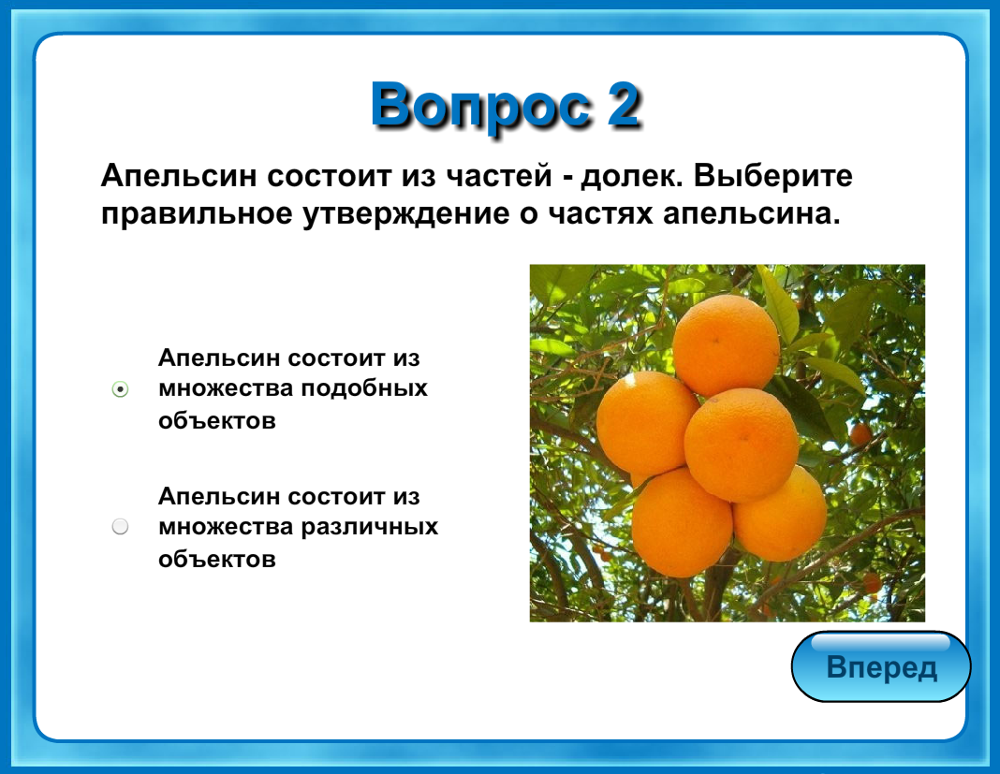 Вопрос 2
Апельсин состоит из частей - долек. Выберите
правильное утверждение о частях апельсина.
Апельсин состоит из
множества подобных
объектов
Апельсин состоит из
множества различных
объектов
Вперед